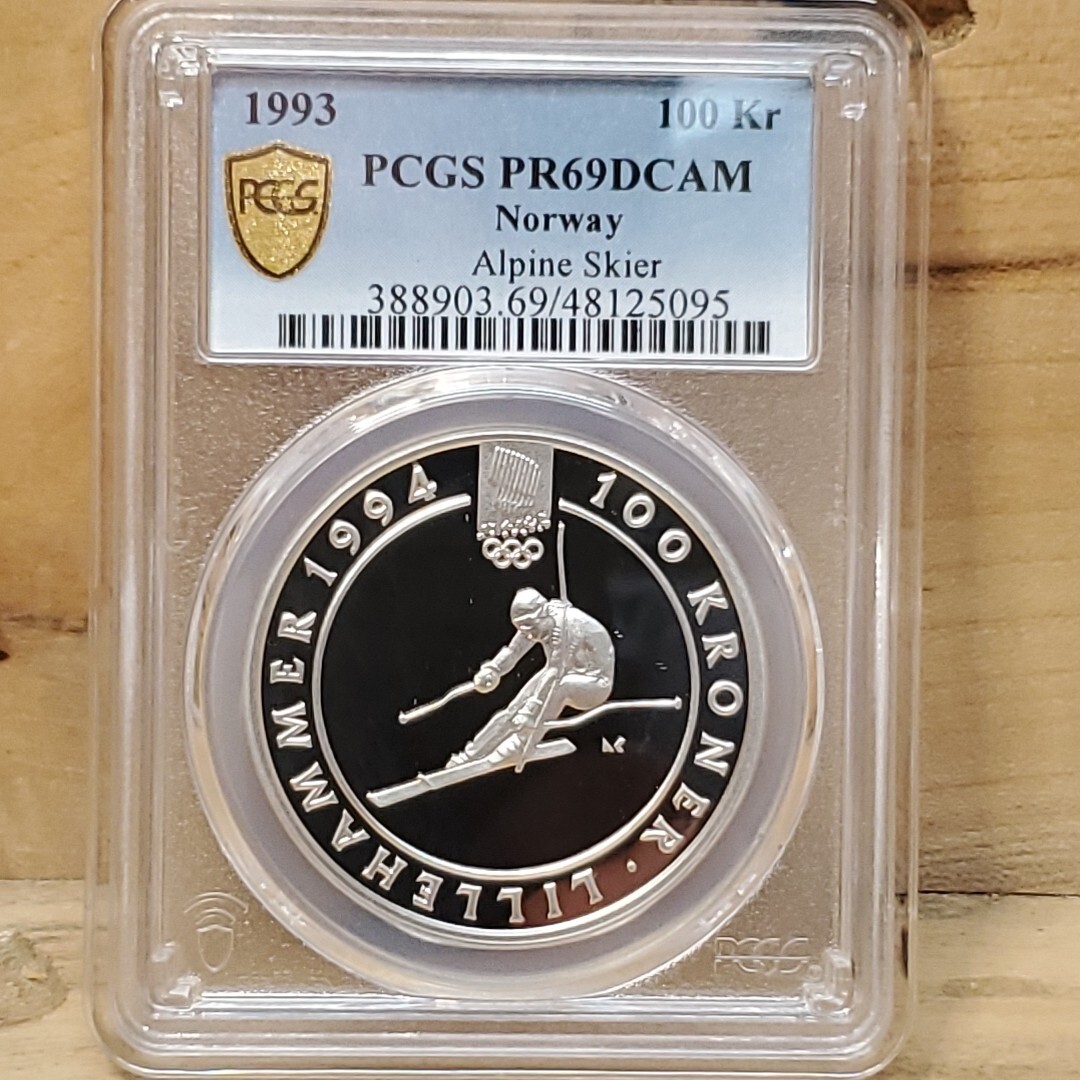 1993 100 Kr
PCGS
PCGS PR69DCAM
Norway
Alpine Skier
388903.69/48125095
100 KRONER · LILLEHAMMER 1994
PCGS